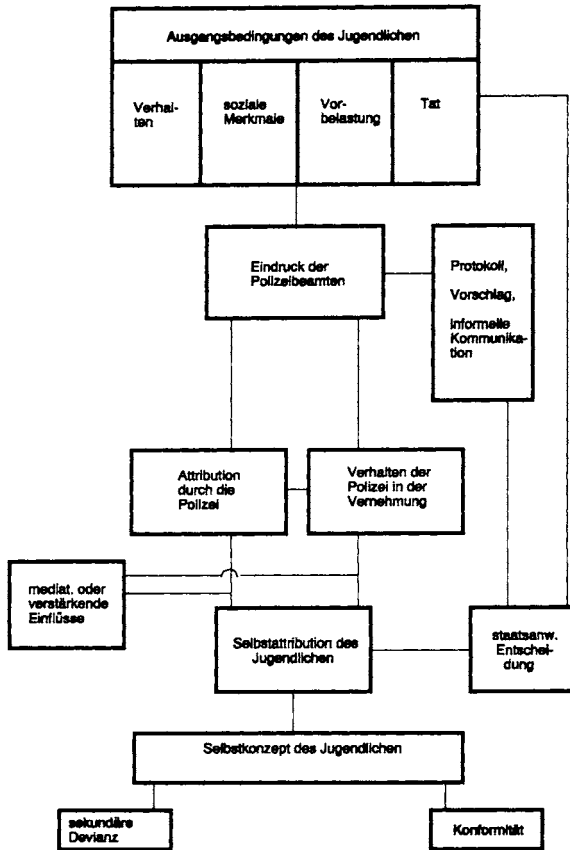 Ausgangsbedingungen des Jugendlichen
Verhal-
ten
soziale
Merkmale
Vor-
belastung
Tat
Eindruck der
Polizeibeamten
Protokoll,
Vorschlag,
informelle
Kommunika-
tion
Attribution
durch die
Polizei
Verhalten der
Polizei in der
Vernehmung
mediat. oder
verstärkende
Einflüsse
Selbstattribution des
Jugendlichen
staatsanw.
Entschei-
dung
Selbstkonzept des Jugendlichen
sekundäre
Devianz
Konformität